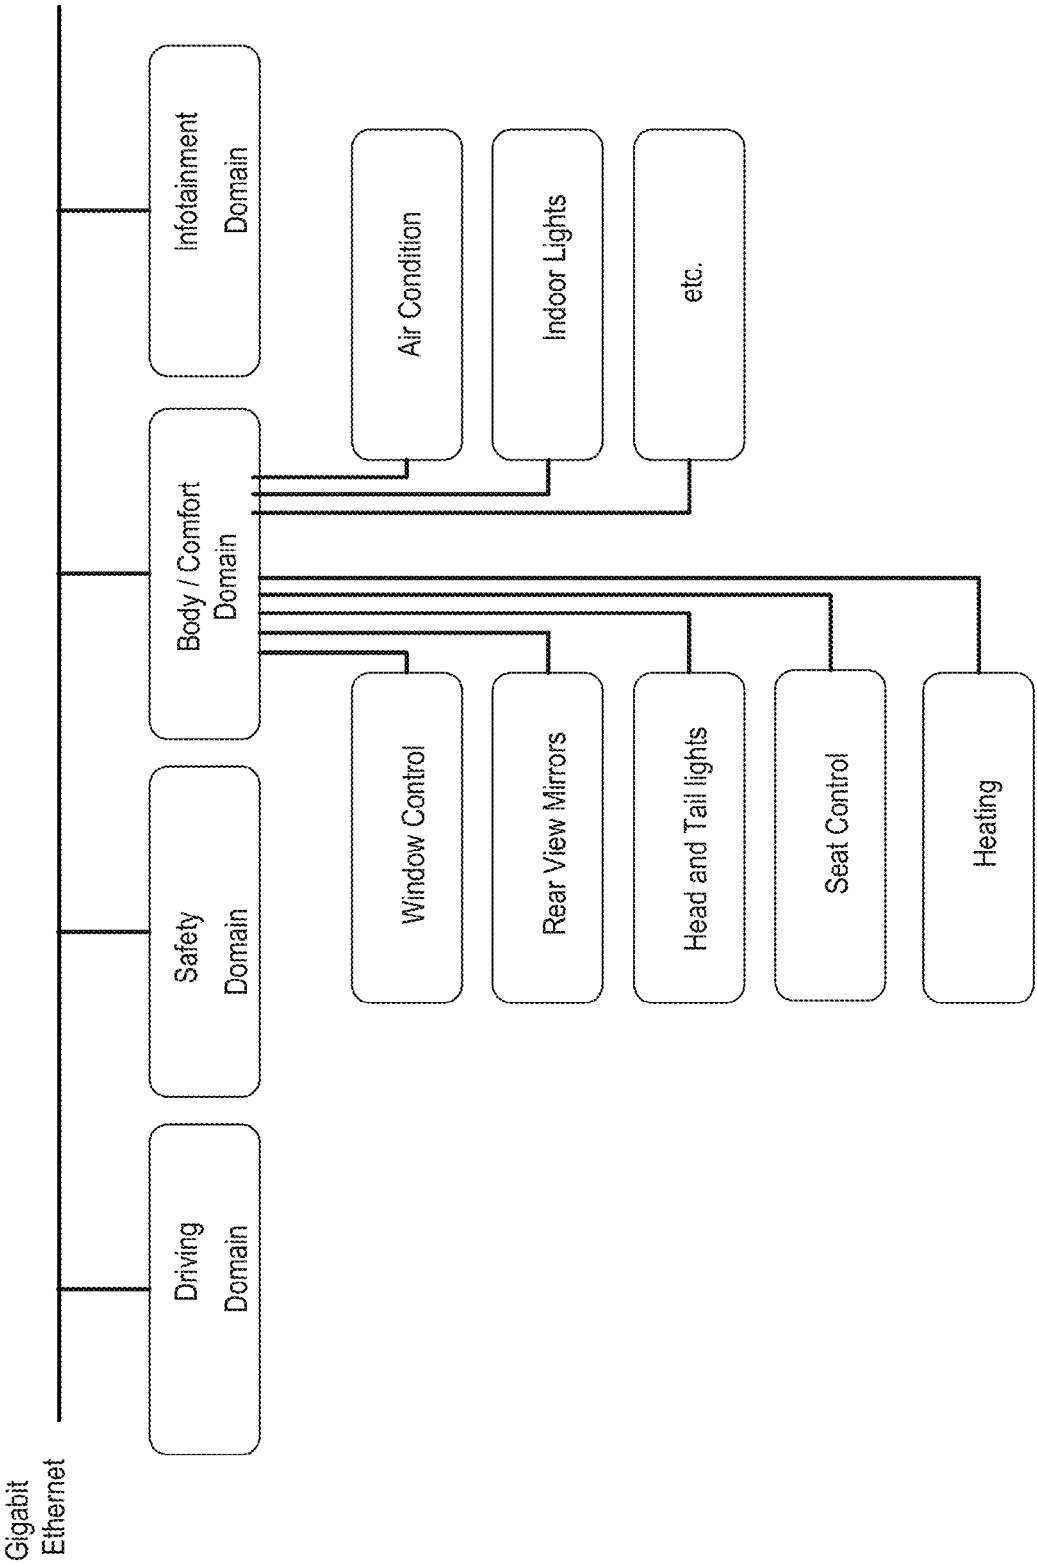 Gigabit
Ethernet
Driving
Domain
Safety
Domain
Body / Comfort
Domain
Infotainment
Domain
Window Control
Air Condition
Rear View Mirrors
Indoor Lights
Head and Tail lights
etc.
Seat Control
Heating